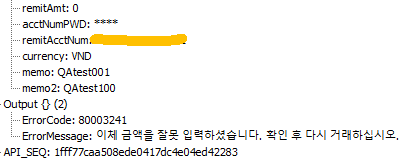 remitAmt: 0
acctNumPWD: ****
remitAcctNum:
currency: VND
memo: QAtest001
memo2: QAtest100
Output {} (2)
ErrorCode: 80003241
ErrorMessage: 이체 금액을 잘못 입력하셨습니다. 확인 후 다시 거래하십시오.
API_SEQ: 1fff77caa508ede0417dc4e04ed42283